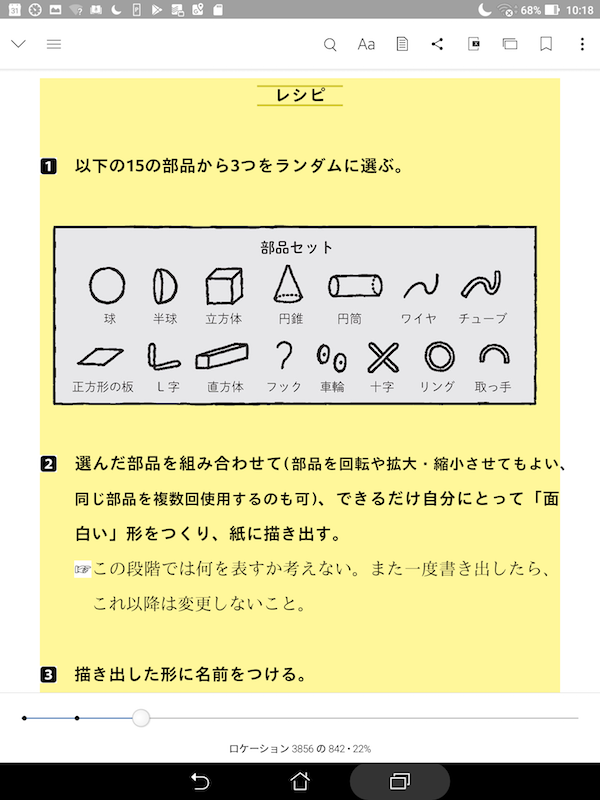 31
68%
10:18
Aa
レシピ
1 以下の15の部品から3つをランダムに選ぶ。
部品セット
球 半球 立方体 円錐 円筒 ワイヤ チューブ
正方形の板 L字 直方体 フック 車輪 十字 リング 取っ手
2 選んだ部品を組み合わせて(部品を回転や拡大・縮小させてもよい、
同じ部品を複数回使用するのも可)、できるだけ自分にとって「面
白い」形をつくり、紙に描き出す。
☞この段階では何を表すか考えない。また一度書き出したら、
これ以降は変更しないこと。
3 描き出した形に名前をつける。
ロケーション 3856 の 842・22%